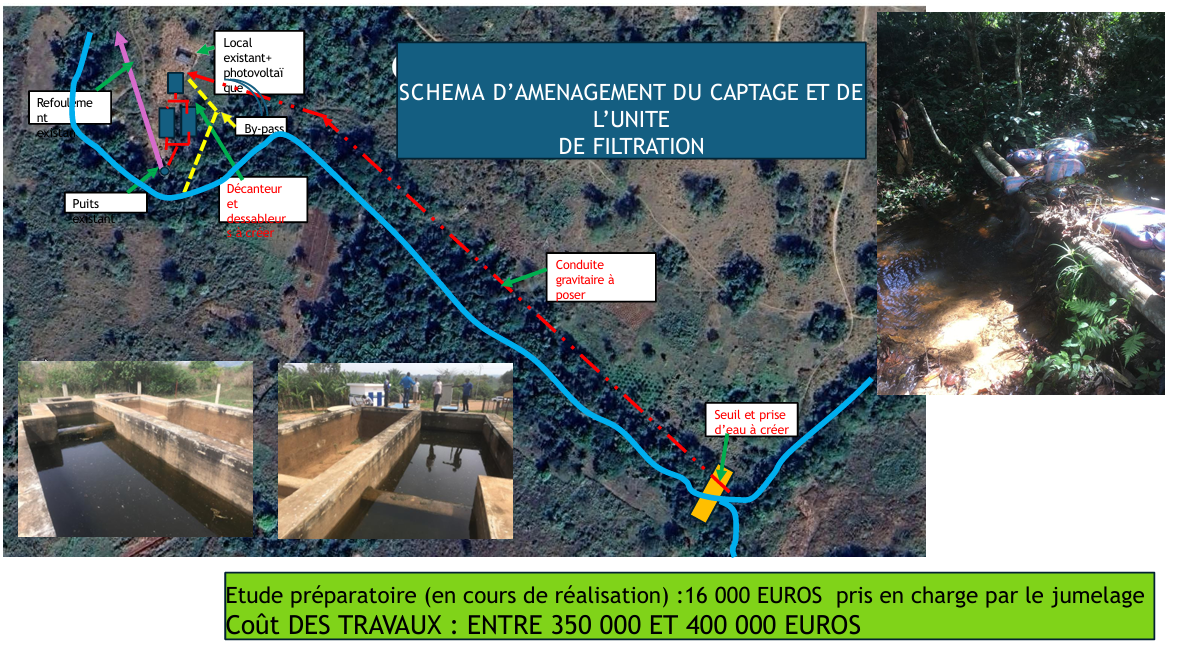 Local
existant+
photovoltaï
que
SCHEMA D’AMENAGEMENT DU CAPTAGE ET DE
L’UNITE
DE FILTRATION
Refouleme
nt
existant
By-pass
Puits
existant
Décanteur
et
dessableur
s à créer
Conduite
gravitaire à
poser
Seuil et prise
d’eau à créer
Etude préparatoire (en cours de réalisation) :16 000 EUROS pris en charge par le jumelage
Coût DES TRAVAUX : ENTRE 350 000 ET 400 000 EUROS